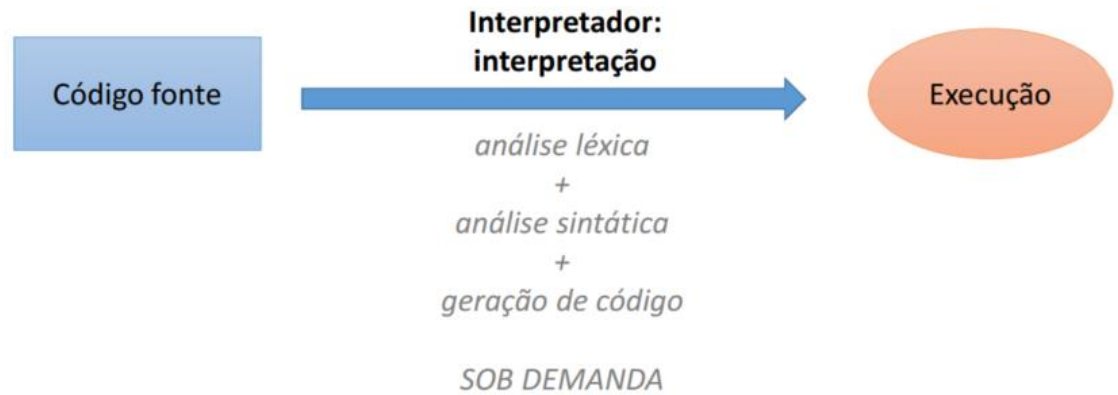 Interpretador:
interpretação
Código fonte
Execução
análise léxica
+
análise sintática
+
geração de código
SOB DEMANDA